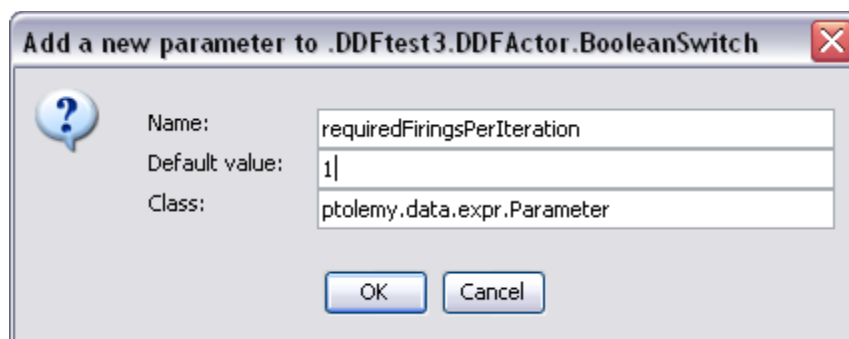 Add a new parameter to .DDFtest3.DDFActor.BooleanSwitch
Name: requiredFiringsPerIteration
Default value: 1
Class: ptolemy.data.expr.Parameter
OK Cancel